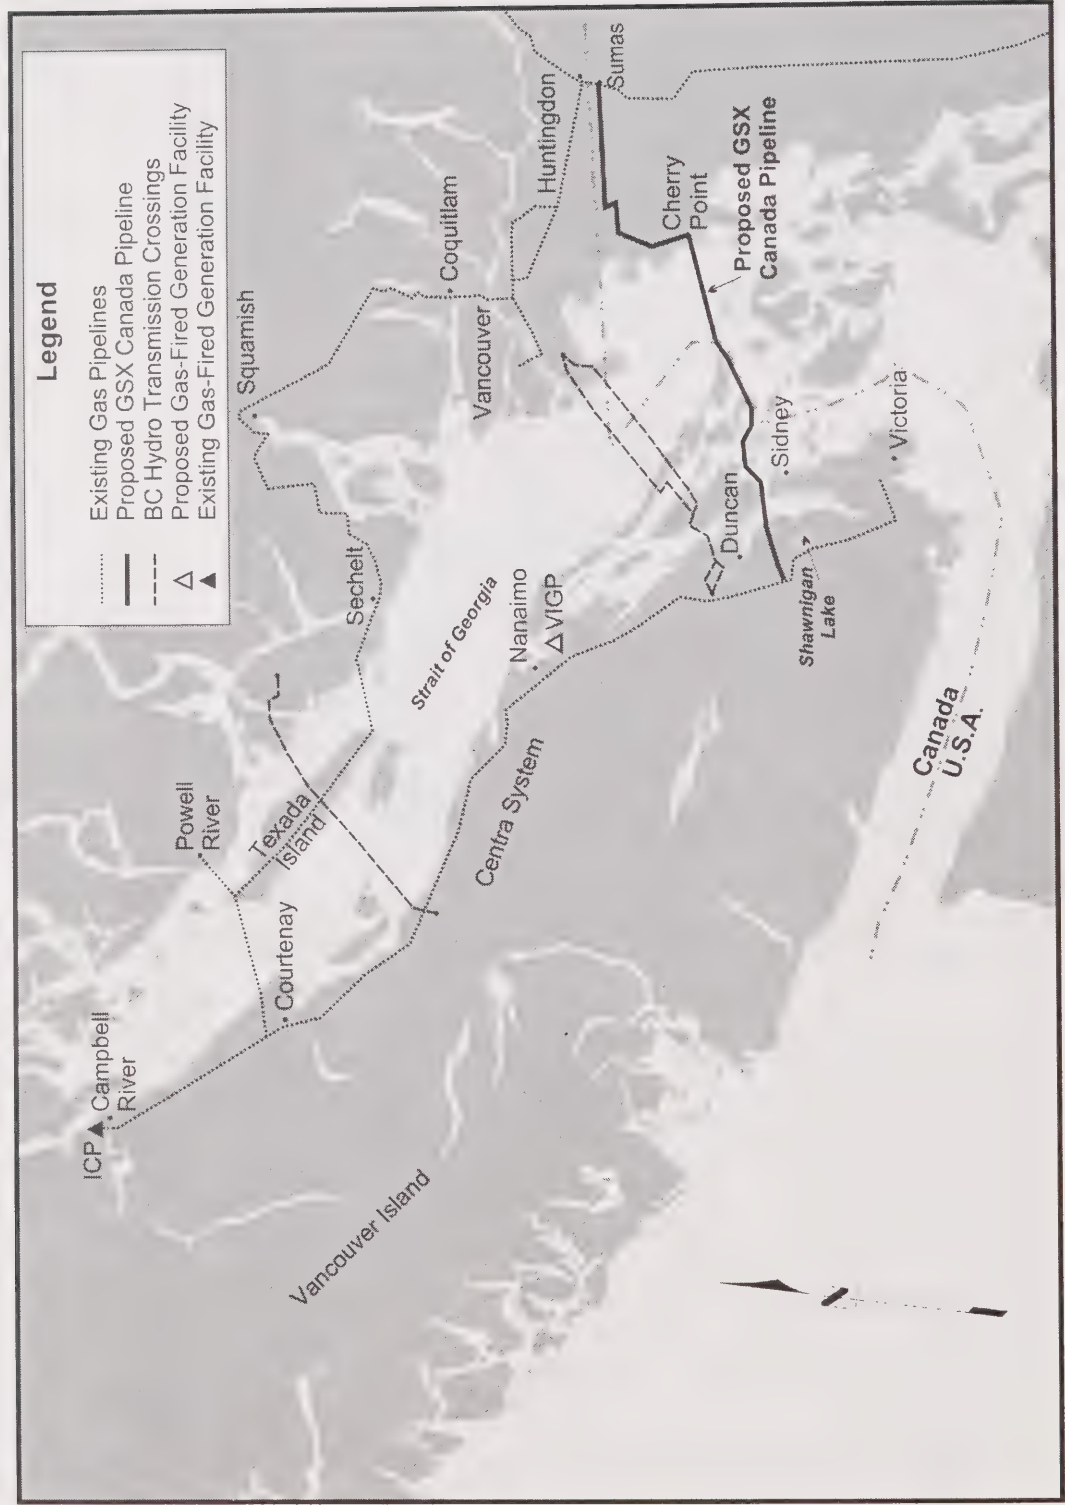 Legend
Existing Gas Pipelines
Proposed GSX Canada Pipeline
BC Hydro Transmission Crossings
Proposed Gas-Fired Generation Facility
Existing Gas-Fired Generation Facility
ICP
Campbell
River
Courtenay
Powell
River
Texada
Island
Sechelt
Squamish
Coquitlam
Vancouver
Huntingdon
Sumas
Strait of Georgia
Nanaimo
VIGP
Duncan
Sidney
Cherry
Point
Proposed GSX
Canada Pipeline
Victoria
Shawnigan
Lake
Centra System
Vancouver Island
Canada
U.S.A.